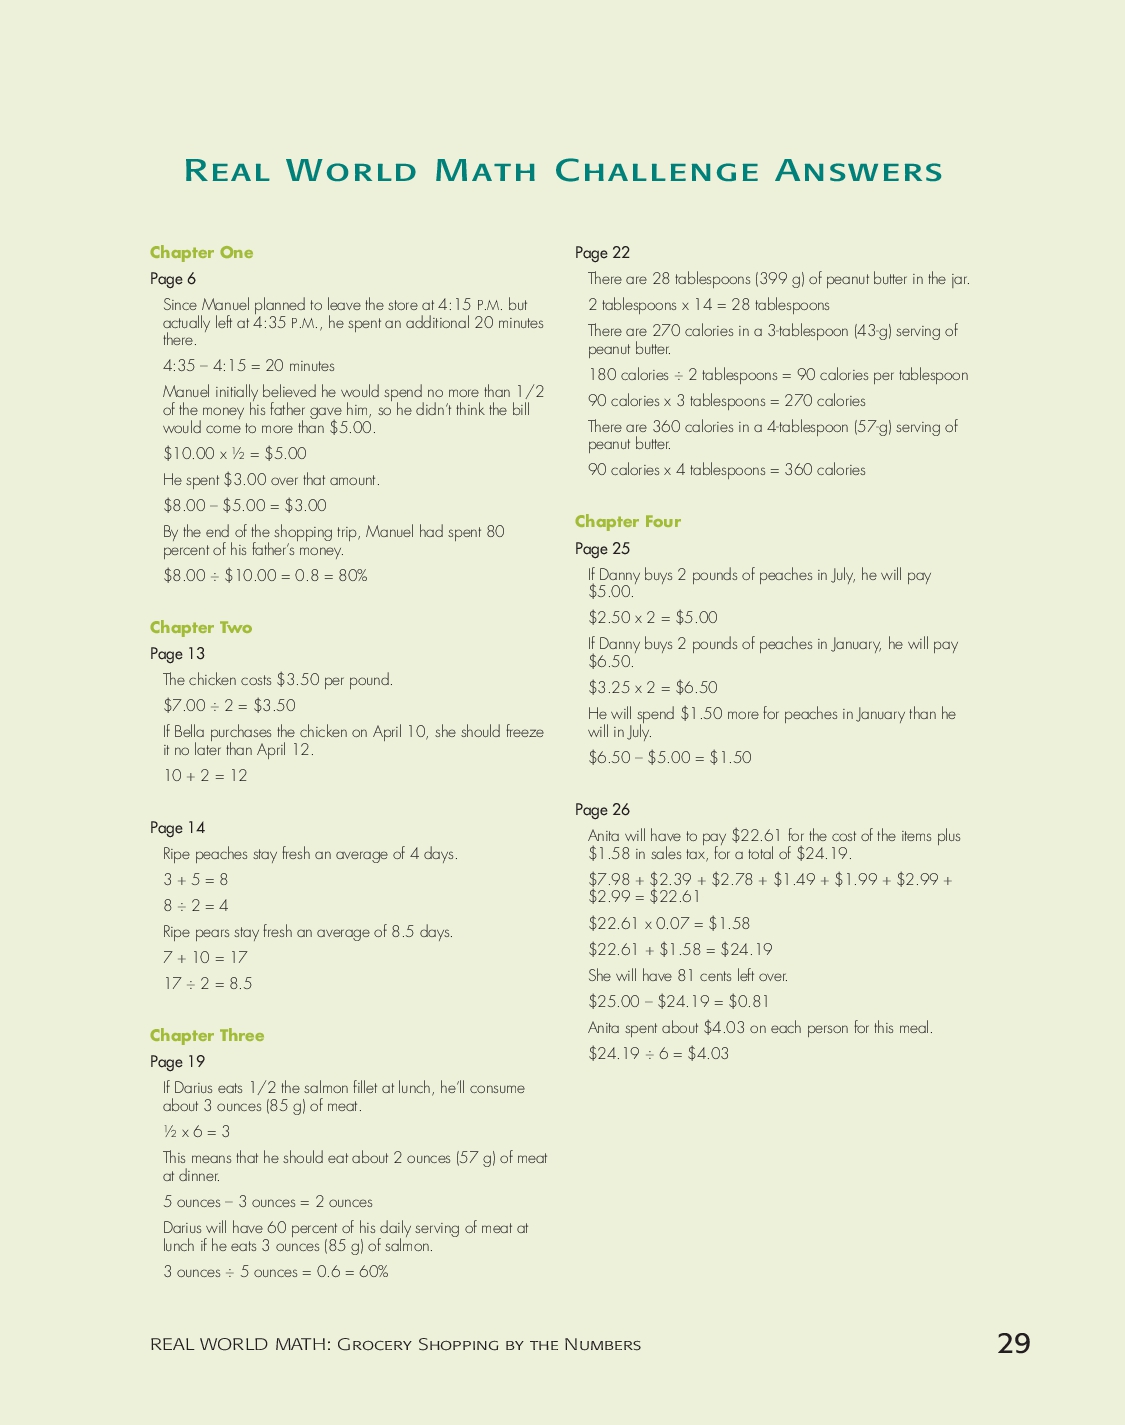 REAL WORLD MATH CHALLENGE ANSWERS
Chapter One
Page 6
Since Manuel planned to leave the store at 4:15 P.M. but
actually left at 4:35 P.M., he spent an additional 20 minutes
there.
4:35 – 4:15 = 20 minutes
Manuel initially believed he would spend no more than 1/2
of the money his father gave him, so he didn't think the bill
would come to more than $5.00.
$10.00 x ½ = $5.00
He spent $3.00 over that amount.
$8.00 – $5.00 = $3.00
By the end of the shopping trip, Manuel had spent 80
percent of his father's money.
$8.00 ÷ $10.00 = 0.8 = 80%
Chapter Two
Page 13
The chicken costs $3.50 per pound.
$7.00 ÷ 2 = $3.50
If Bella purchases the chicken on April 10, she should freeze
it no later than April 12.
10 + 2 = 12
Page 14
Ripe peaches stay fresh an average of 4 days.
3 + 5 = 8
8 ÷ 2 = 4
Ripe pears stay fresh an average of 8.5 days.
7 + 10 = 17
17 ÷ 2 = 8.5
Chapter Three
Page 19
If Darius eats 1/2 the salmon fillet at lunch, he'll consume
about 3 ounces (85 g) of meat.
½ x 6 = 3
This means that he should eat about 2 ounces (57 g) of meat
at dinner.
5 ounces – 3 ounces = 2 ounces
Darius will have 60 percent of his daily serving of meat at
lunch if he eats 3 ounces (85 g) of salmon.
3 ounces ÷ 5 ounces = 0.6 = 60%
Page 22
There are 28 tablespoons (399 g) of peanut butter in the jar.
2 tablespoons x 14 = 28 tablespoons
There are 270 calories in a 3-tablespoon (43-g) serving of
peanut butter.
180 calories ÷ 2 tablespoons = 90 calories per tablespoon
90 calories x 3 tablespoons = 270 calories
There are 360 calories in a 4-tablespoon (57-g) serving of
peanut butter.
90 calories x 4 tablespoons = 360 calories
Chapter Four
Page 25
If Danny buys 2 pounds of peaches in July, he will pay
$5.00.
$2.50 x 2 = $5.00
If Danny buys 2 pounds of peaches in January, he will pay
$6.50.
$3.25 x 2 = $6.50
He will spend $1.50 more for peaches in January than he
will in July.
$6.50 – $5.00 = $1.50
Page 26
Anita will have to pay $22.61 for the cost of the items plus
$1.58 in sales tax, for a total of $24.19.
$7.98 + $2.39 + $2.78 + $1.49 + $1.99 + $2.99 +
$2.99 = $22.61
$22.61 x 0.07 = $1.58
$22.61 + $1.58 = $24.19
She will have 81 cents left over.
$25.00 – $24.19 = $0.81
Anita spent about $4.03 on each person for this meal.
$24.19 ÷ 6 = $4.03
REAL WORLD MATH: GROCERY SHOPPING BY THE NUMBERS
29